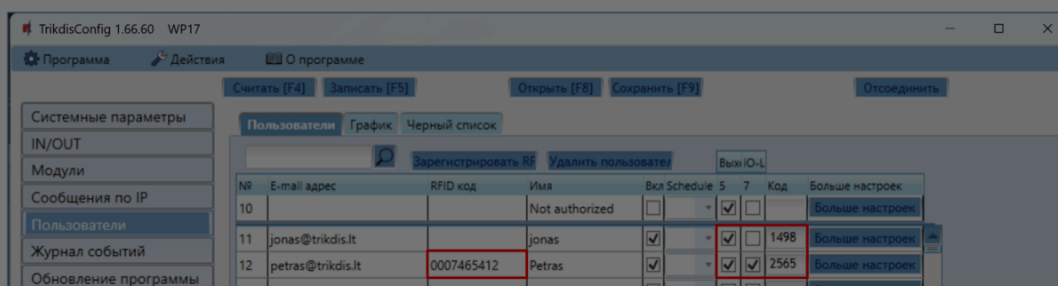 TrikdisConfig 1.66.60 WP17
Программа Действия О программе
Считать [F4] Записать [F5] Открыть [F8] Сохранить [F9] Отсоединить
Системные параметры
IN/OUT
Модули
Сообщения по IP
Пользователи
Журнал событий
Обновление программы
Пользователи График Черный список
Зарегистрировать RF Удалить пользовател Выхо IO-L
№ E-mail адрес RFID код Имя Вкл Schedule 5 7 Код Больше настроек
10 Not authorized Больше настроек
11 jonas@trikdis.lt jonas 1498 Больше настроек
12 petras@trikdis.lt 0007465412 Petras 2565 Больше настроек